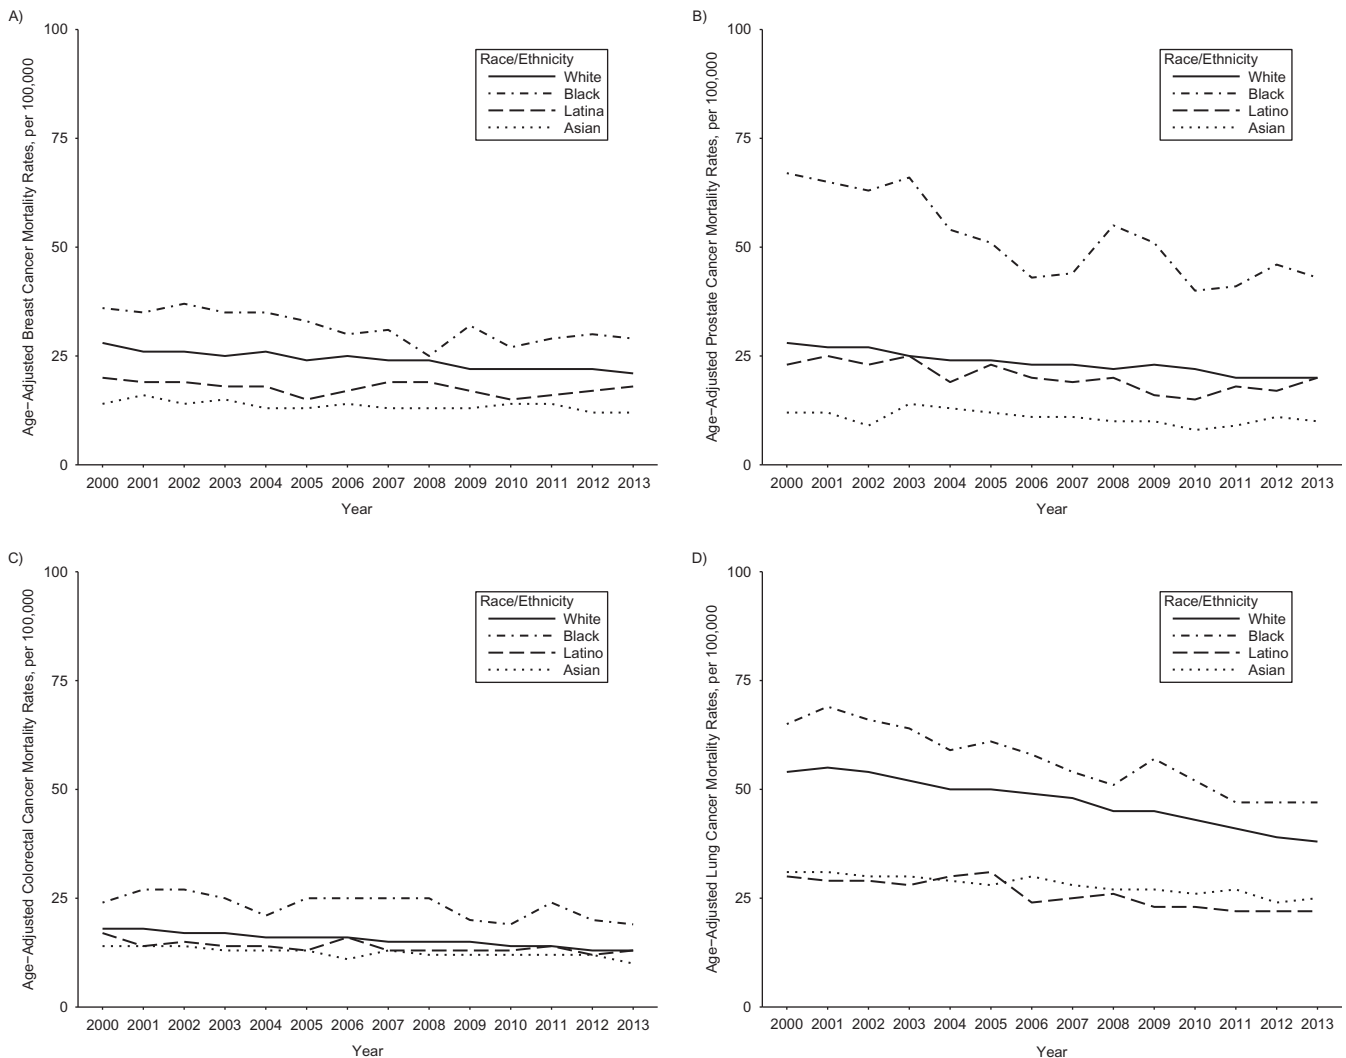 A)
Age−Adjusted Breast Cancer Mortality Rates, per 100,000
100
75
50
25
0
Race/Ethnicity
White
Black
Latina
Asian
2000 2001 2002 2003 2004 2005 2006 2007 2008 2009 2010 2011 2012 2013
Year
B)
Age−Adjusted Prostate Cancer Mortality Rates, per 100,000
100
75
50
25
0
Race/Ethnicity
White
Black
Latino
Asian
2000 2001 2002 2003 2004 2005 2006 2007 2008 2009 2010 2011 2012 2013
Year
C)
Age−Adjusted Colorectal Cancer Mortality Rates, per 100,000
100
75
50
25
0
Race/Ethnicity
White
Black
Latino
Asian
2000 2001 2002 2003 2004 2005 2006 2007 2008 2009 2010 2011 2012 2013
Year
D)
Age−Adjusted Lung Cancer Mortality Rates, per 100,000
100
75
50
25
0
Race/Ethnicity
White
Black
Latino
Asian
2000 2001 2002 2003 2004 2005 2006 2007 2008 2009 2010 2011 2012 2013
Year